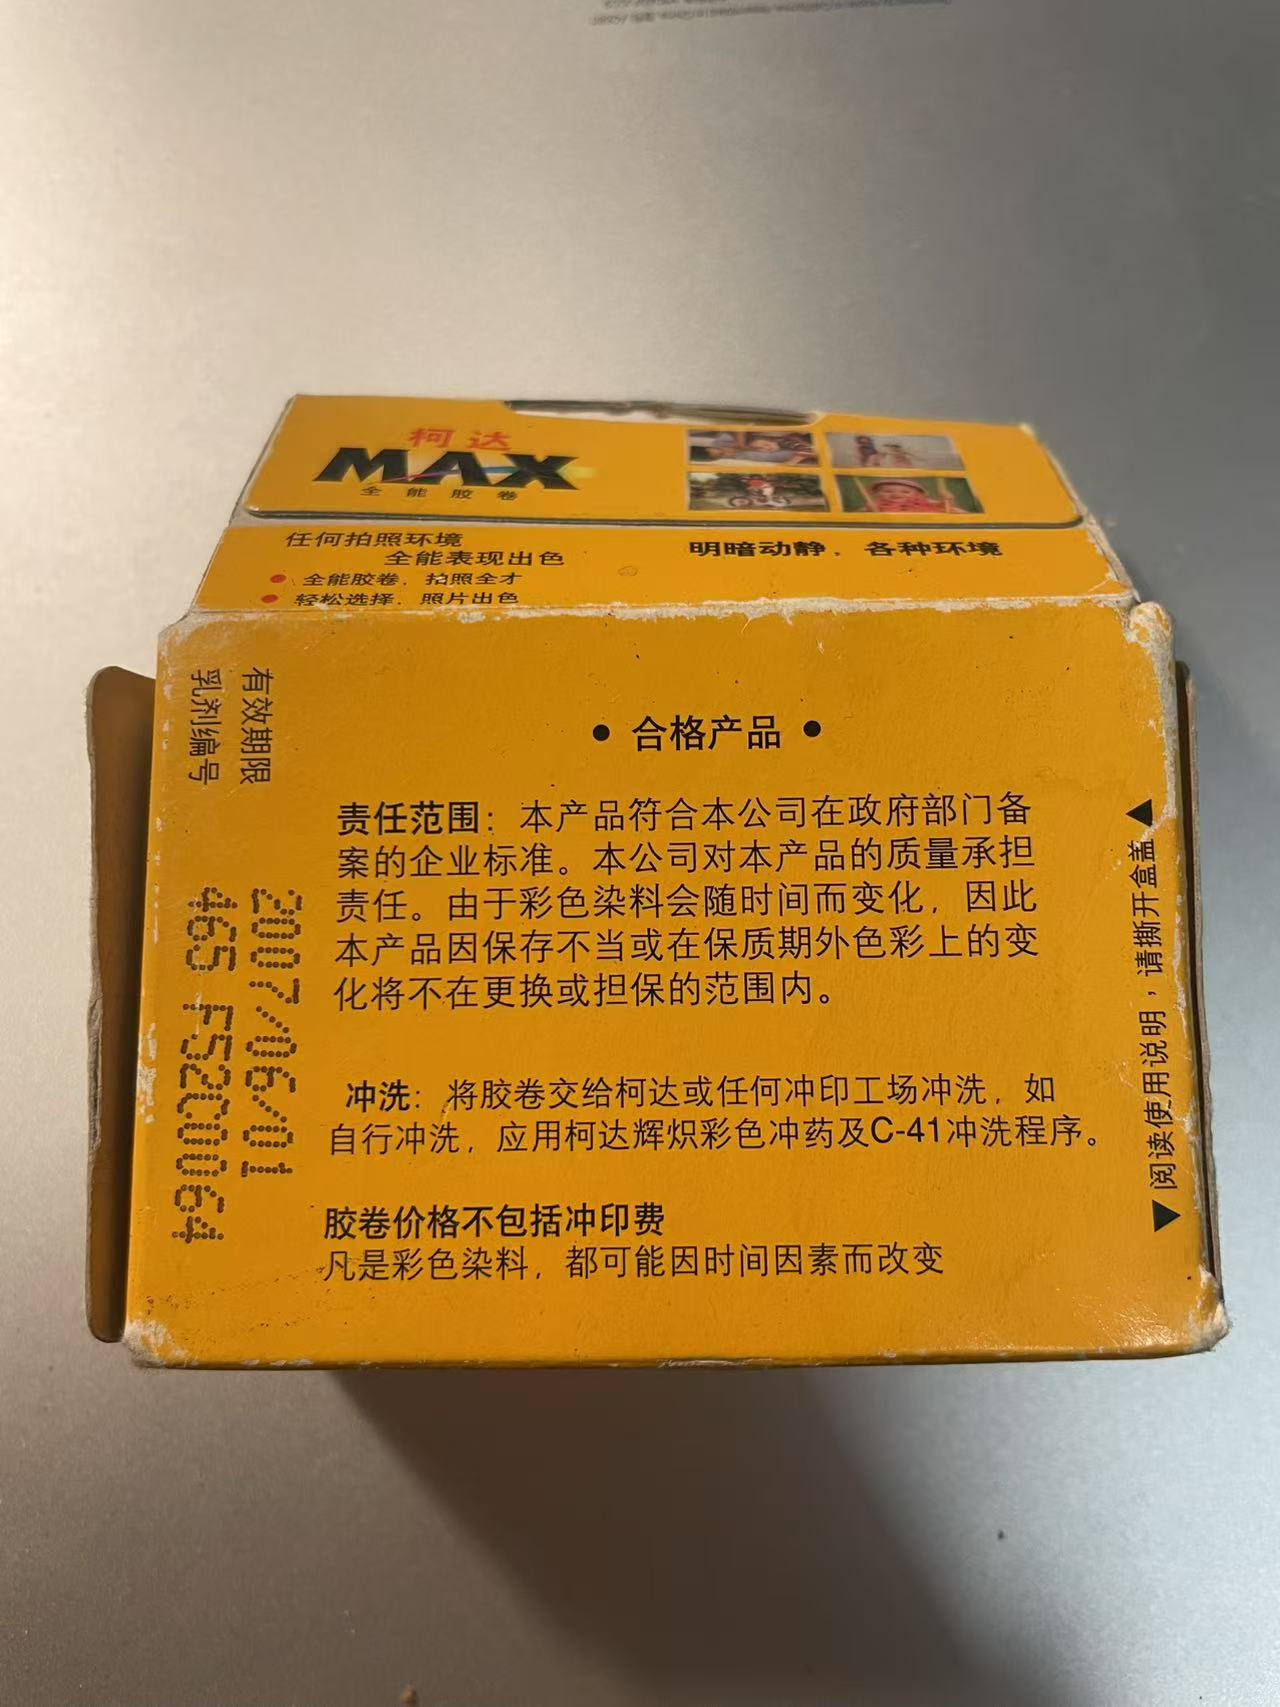 柯达
MAX
全能胶卷
任何拍照环境
全能表现出色
全能胶卷，拍照全才
轻松选择，照片出色
明暗动静，各种环境
有效期限 2007/06/01
乳剂编号 465 F5200064
• 合格产品 •
责任范围：本产品符合本公司在政府部门备
案的企业标准。本公司对本产品的质量承担
责任。由于彩色染料会随时间而变化，因此
本产品因保存不当或在保质期外色彩上的变
化将不在更换或担保的范围内。
冲洗：将胶卷交给柯达或任何冲印工场冲洗，如
自行冲洗，应用柯达辉炽彩色冲药及C-41冲洗程序。
胶卷价格不包括冲印费
凡是彩色染料，都可能因时间因素而改变
阅读使用说明，请撕开盒盖